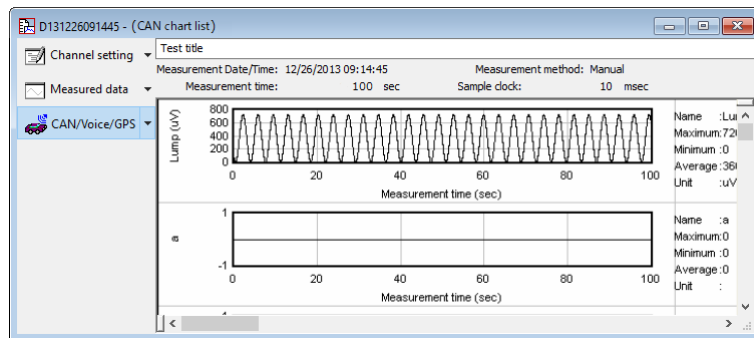 D131226091445 - (CAN chart list)
Channel setting
Measured data
CAN/Voice/GPS
Test title
Measurement Date/Time: 12/26/2013 09:14:45 Measurement method: Manual
Measurement time: 100 sec Sample clock: 10 msec
Lump (uV)
800
600
400
200
0
0 20 40 60 80 100
Measurement time (sec)
Name :Lu
Maximum:720
Minimum :0
Average :360
Unit :uV
a
1
-1
0 20 40 60 80 100
Measurement time (sec)
Name :a
Maximum:0
Minimum :0
Average :0
Unit :